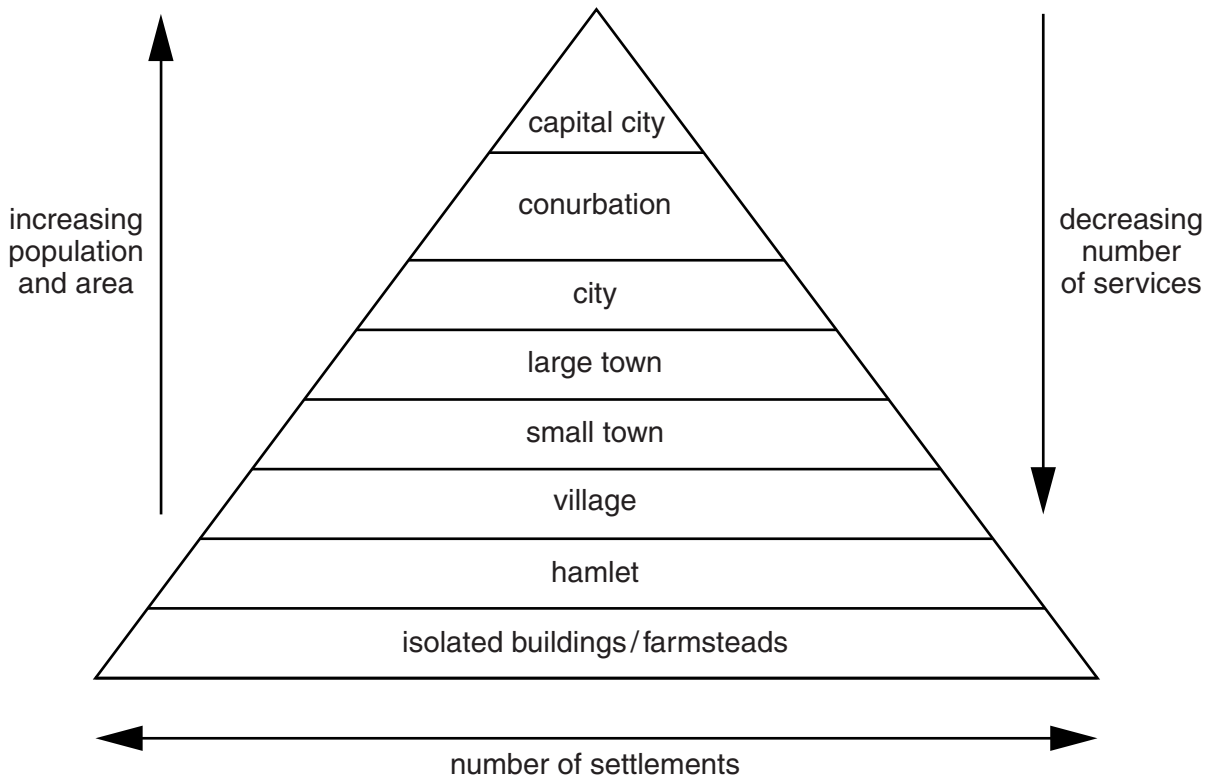 capital city
conurbation
increasing
population
and area
decreasing
number
of services
city
large town
small town
village
hamlet
isolated buildings/farmsteads
number of settlements